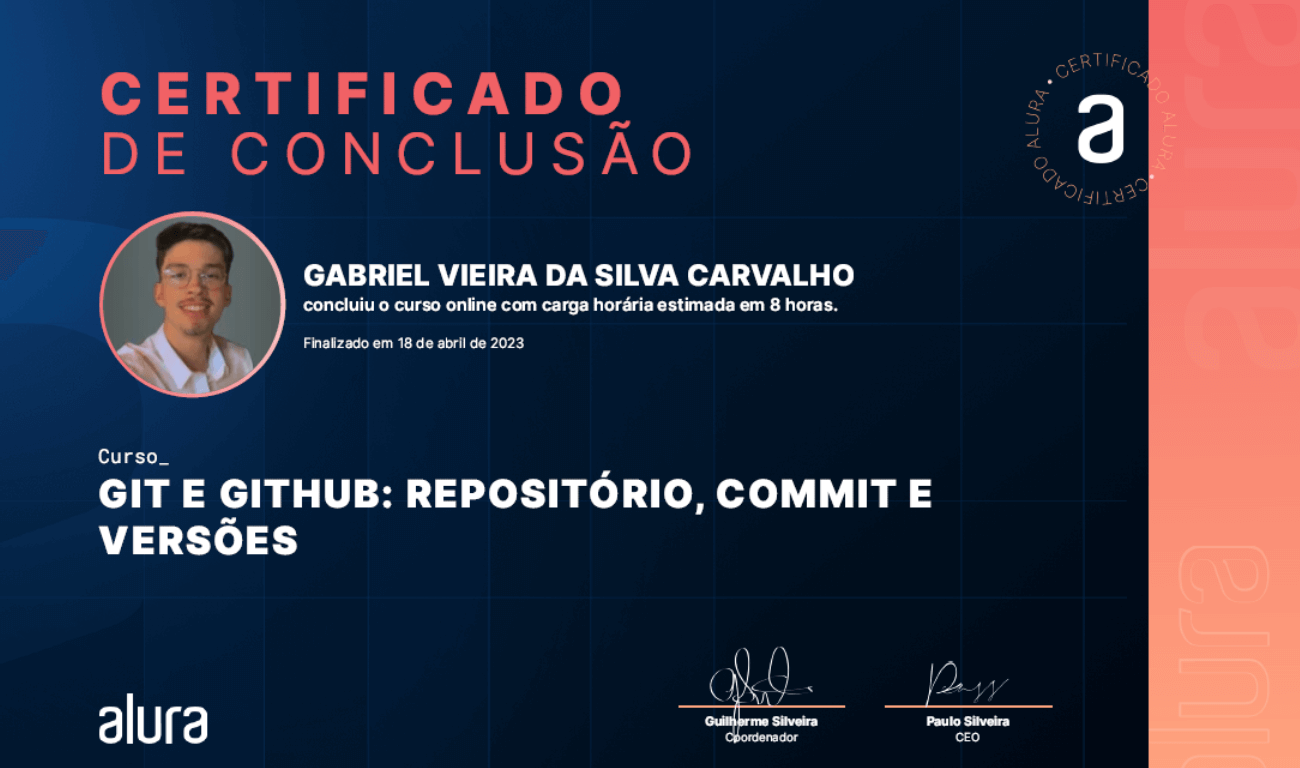 CERTIFICADO
DE CONCLUSÃO
CERTIFICADO ALURA • CERTIFICADO ALURA •
a
GABRIEL VIEIRA DA SILVA CARVALHO
concluiu o curso online com carga horária estimada em 8 horas.
Finalizado em 18 de abril de 2023
Curso_
GIT E GITHUB: REPOSITÓRIO, COMMIT E
VERSÕES
alura
Guilherme Silveira
Coordenador
Paulo Silveira
CEO
alura
alura